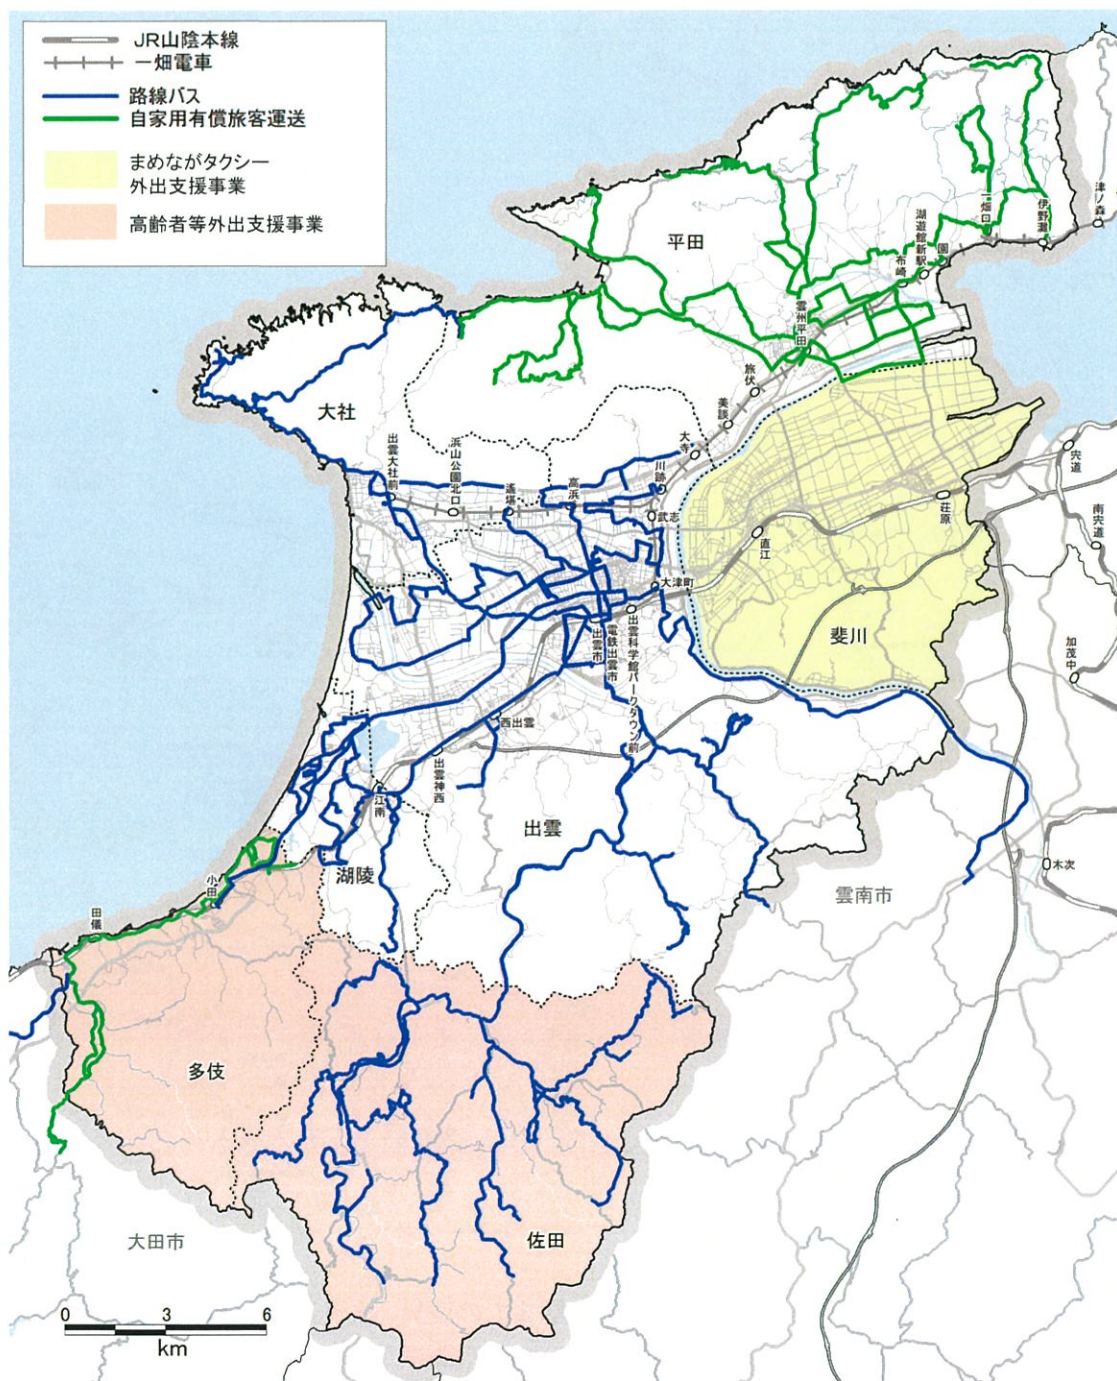 JR山陰本線
一畑電車
路線バス
自家用有償旅客運送
まめながタクシー
外出支援事業
高齢者等外出支援事業
津ノ森
一畑口
伊野灘
湖遊館新駅
園
布崎
平田
雲州平田
旅伏
美談
大社
大寺
出雲大社前
浜山公園北口
遙堪
高浜
川跡
武志
宍道
荘原
南宍道
直江
大津町
斐川
出雲市
電鉄出雲市
出雲科学館パークタウン前
加茂中
西出雲
出雲神西
江南
出雲
湖陵
木次
雲南市
小田
田儀
多伎
佐田
大田市
0 3 6
km